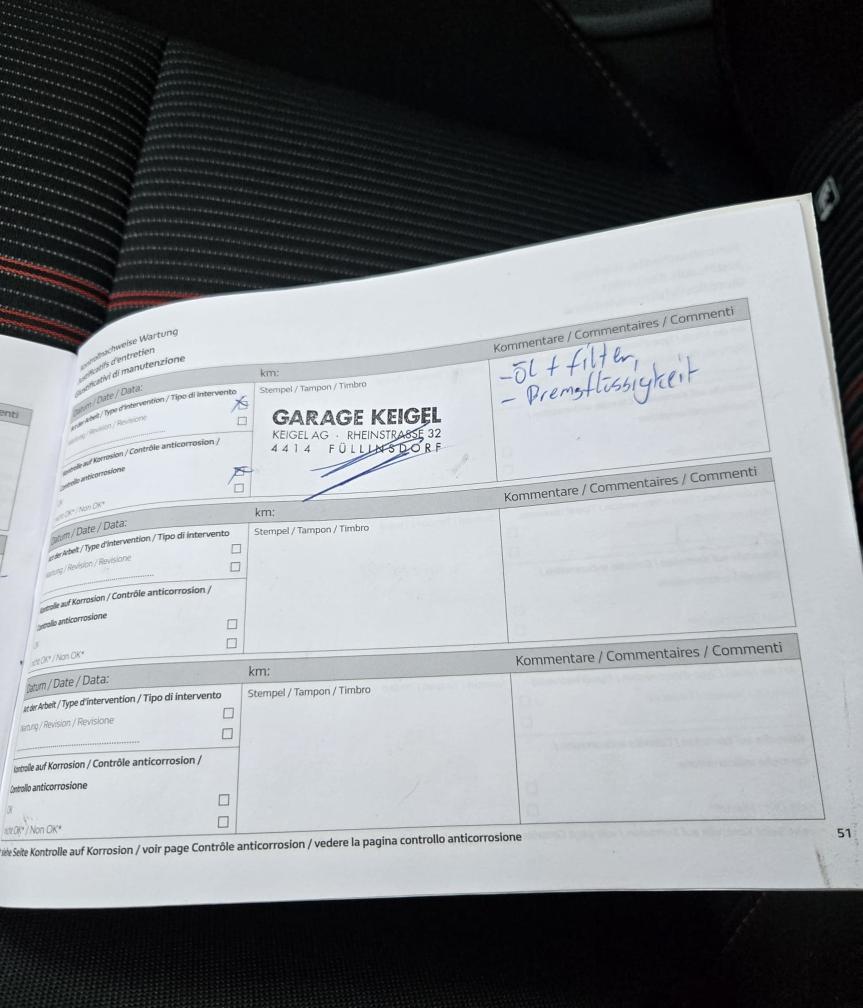 enti
Kontrollnachweise Wartung
Justificatifs d'entretien
Giustificativi di manutenzione
Datum / Date / Data:
km:
Kommentare / Commentaires / Commenti
Art der Arbeit / Type d'intervention / Tipo di intervento
Wartung / Revision / Revisione
Stempel / Tampon / Timbro
GARAGE KEIGEL
KEIGEL AG · RHEINSTRASSE 32
4414 FÜLLINSDORF
- Öl + filter,
- Bremsflüssigkeit
Kontrolle auf Korrosion / Contrôle anticorrosion /
Controllo anticorrosione
OK
nicht OK* / Non OK*
Datum / Date / Data:
km:
Kommentare / Commentaires / Commenti
Art der Arbeit / Type d'intervention / Tipo di intervento
Wartung / Revision / Revisione
Stempel / Tampon / Timbro
Kontrolle auf Korrosion / Contrôle anticorrosion /
Controllo anticorrosione
OK
nicht OK* / Non OK*
Datum / Date / Data:
km:
Kommentare / Commentaires / Commenti
Art der Arbeit / Type d'intervention / Tipo di intervento
Wartung / Revision / Revisione
Stempel / Tampon / Timbro
Kontrolle auf Korrosion / Contrôle anticorrosion /
Controllo anticorrosione
OK
nicht OK* / Non OK*
* siehe Seite Kontrolle auf Korrosion / voir page Contrôle anticorrosion / vedere la pagina controllo anticorrosione
51